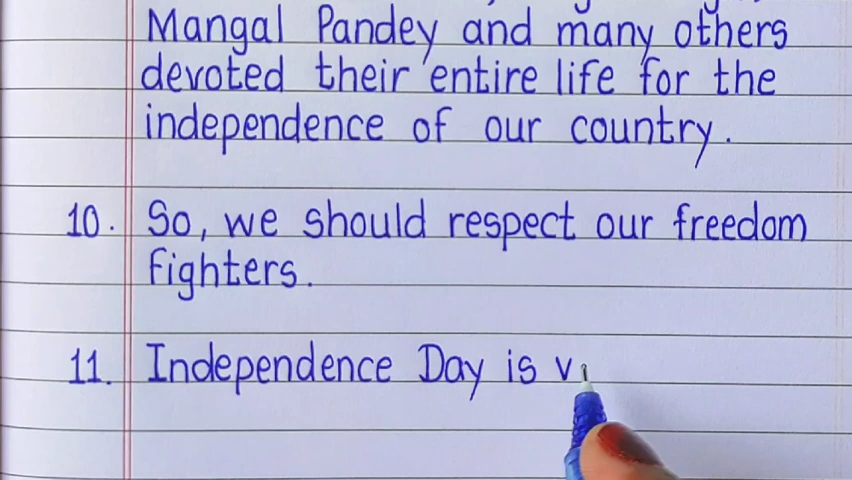 Mangal Pandey and many others
devoted their entire life for the
independence of our country.
10. So, we should respect our freedom
fighters.
11. Independence Day is v